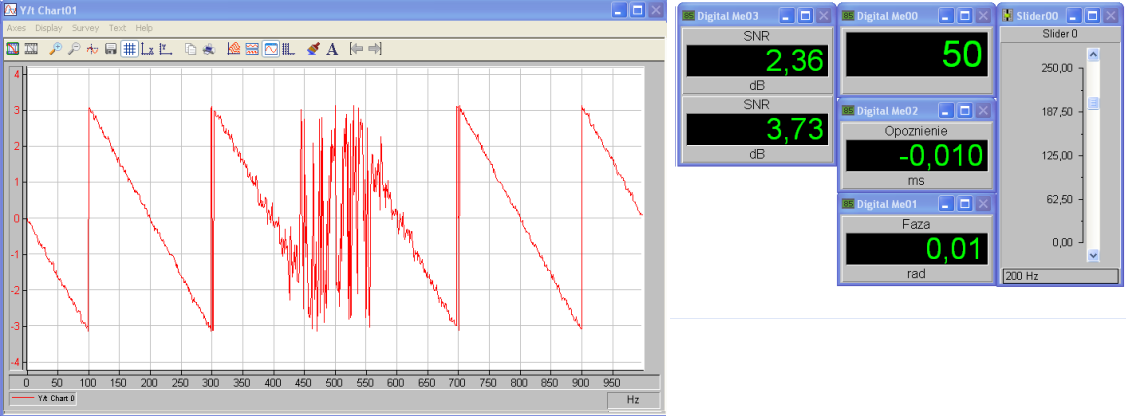 Y/t Chart01
Axes Display Survey Text Help
4
3
2
1
0
-1
-2
-3
-4
0 50 100 150 200 250 300 350 400 450 500 550 600 650 700 750 800 850 900 950
Y/t Chart 0
Hz
Digital Me03
SNR
2,36
dB
SNR
3,73
dB
Digital Me00
50
Digital Me02
Opoznienie
-0,010
ms
Digital Me01
Faza
0,01
rad
Slider00
Slider 0
250,00
187,50
125,00
62,50
0,00
200 Hz